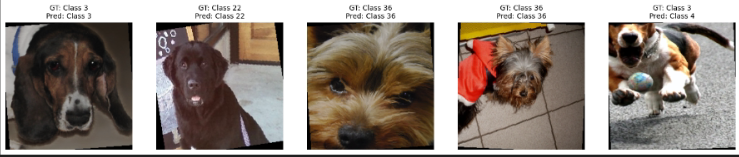 GT: Class 3
Pred: Class 3
GT: Class 22
Pred: Class 22
GT: Class 36
Pred: Class 36
GT: Class 36
Pred: Class 36
GT: Class 3
Pred: Class 4